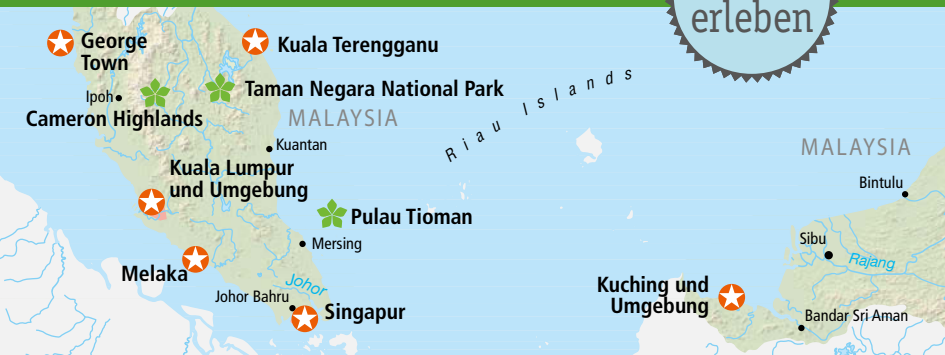 erleben
George
Town
Kuala Terengganu
Ipoh
Taman Negara National Park
Cameron Highlands
MALAYSIA
Riau Islands
Kuantan
MALAYSIA
Kuala Lumpur
und Umgebung
Bintulu
Pulau Tioman
Mersing
Sibu
Rajang
Melaka
Johor
Kuching und
Umgebung
Johor Bahru
Singapur
Bandar Sri Aman